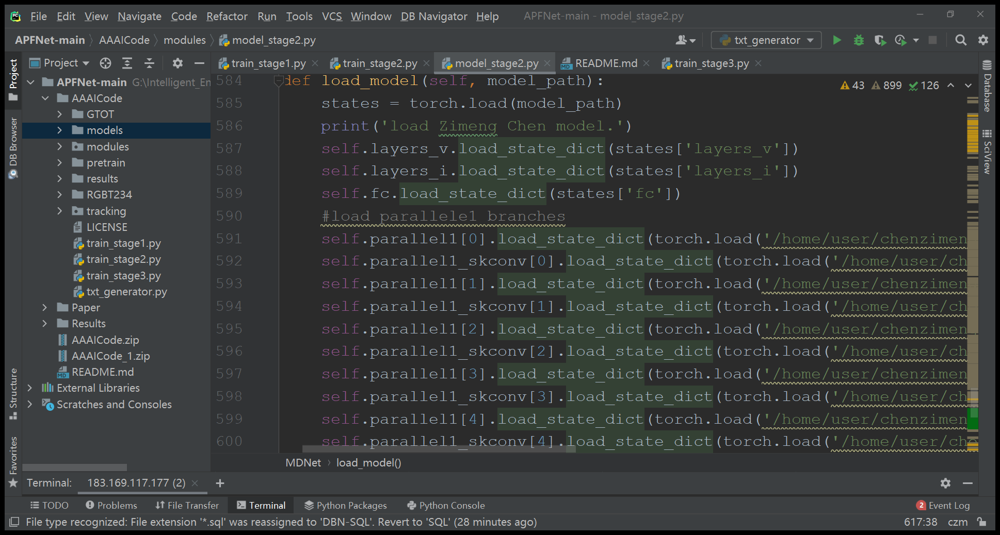 File Edit View Navigate Code Refactor Run Tools VCS Window DB Navigator Help APFNet-main - model_stage2.py
APFNet-main AAAICode modules model_stage2.py txt_generator
Project train_stage1.py train_stage2.py model_stage2.py README.md train_stage3.py
Project
DB Browser
Structure
Favorites
APFNet-main G:\Intelligent_En
AAAICode
GTOT
models
modules
pretrain
results
RGBT234
tracking
LICENSE
train_stage1.py
train_stage2.py
train_stage3.py
txt_generator.py
Paper
Results
AAAICode.zip
AAAICode_1.zip
README.md
External Libraries
Scratches and Consoles
43 899 126
584 def load_model(self, model_path):
585 states = torch.load(model_path)
586 print('load Zimeng Chen model.')
587 self.layers_v.load_state_dict(states['layers_v'])
588 self.layers_i.load_state_dict(states['layers_i'])
589 self.fc.load_state_dict(states['fc'])
590 #load parallele1 branches
591 self.parallel1[0].load_state_dict(torch.load('/home/user/chenzimen
592 self.parallel1_skconv[0].load_state_dict(torch.load('/home/user/ch
593 self.parallel1[1].load_state_dict(torch.load('/home/user/chenzimen
594 self.parallel1_skconv[1].load_state_dict(torch.load('/home/user/ch
595 self.parallel1[2].load_state_dict(torch.load('/home/user/chenzimen
596 self.parallel1_skconv[2].load_state_dict(torch.load('/home/user/ch
597 self.parallel1[3].load_state_dict(torch.load('/home/user/chenzimen
598 self.parallel1_skconv[3].load_state_dict(torch.load('/home/user/ch
599 self.parallel1[4].load_state_dict(torch.load('/home/user/chenzimen
600 self.parallel1_skconv[4].load_state_dict(torch.load('/home/user/ch
MDNet load_model()
Database
SciView
Terminal: 183.169.117.177 (2)
TODO Problems File Transfer Terminal Python Packages Python Console 2 Event Log
File type recognized: File extension '*.sql' was reassigned to 'DBN-SQL'. Revert to 'SQL' (28 minutes ago) 617:38 czm